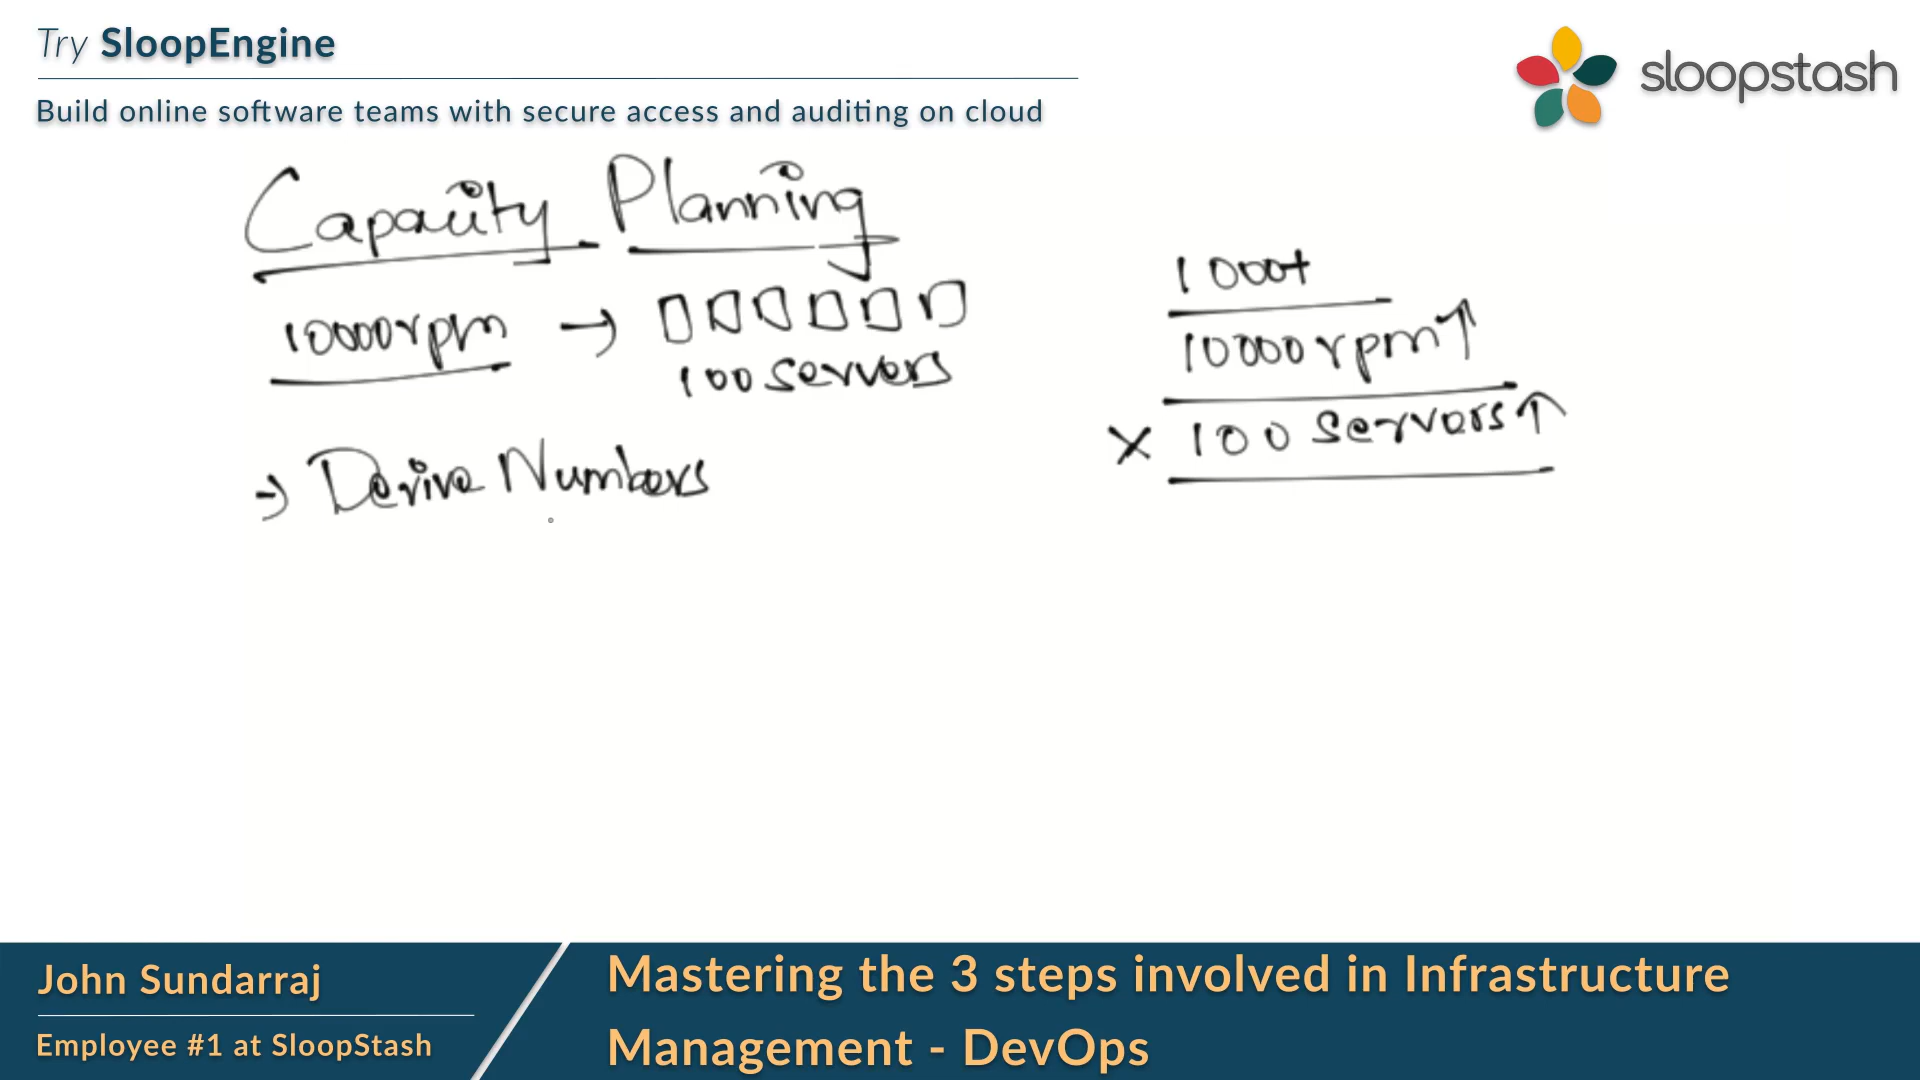 Try SloopEngine
Build online software teams with secure access and auditing on cloud
sloopstash
Capacity Planning
10000rpm → 
100 servers
→ Derive Numbers
1000+
10000rpm↑
× 100 servers↑
John Sundarraj
Employee #1 at SloopStash
Mastering the 3 steps involved in Infrastructure
Management - DevOps